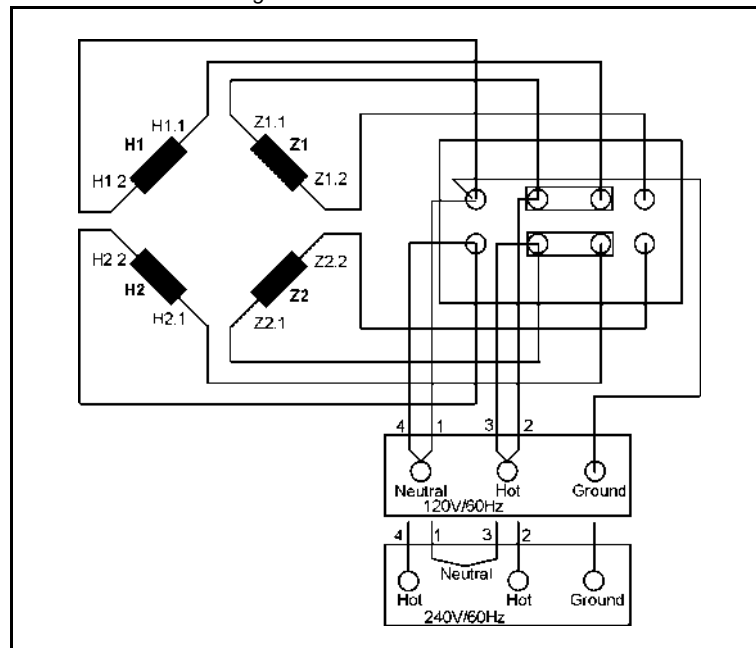 H1.1
H1
H1 2
Z1.1
Z1
Z1.2
H2 2
H2
H2.1
Z2.2
Z2
Z2.1
4 1 3 2
Neutral Hot Ground
120V/60Hz
4 1 3 2
Neutral
Hot Hot Ground
240V/60Hz